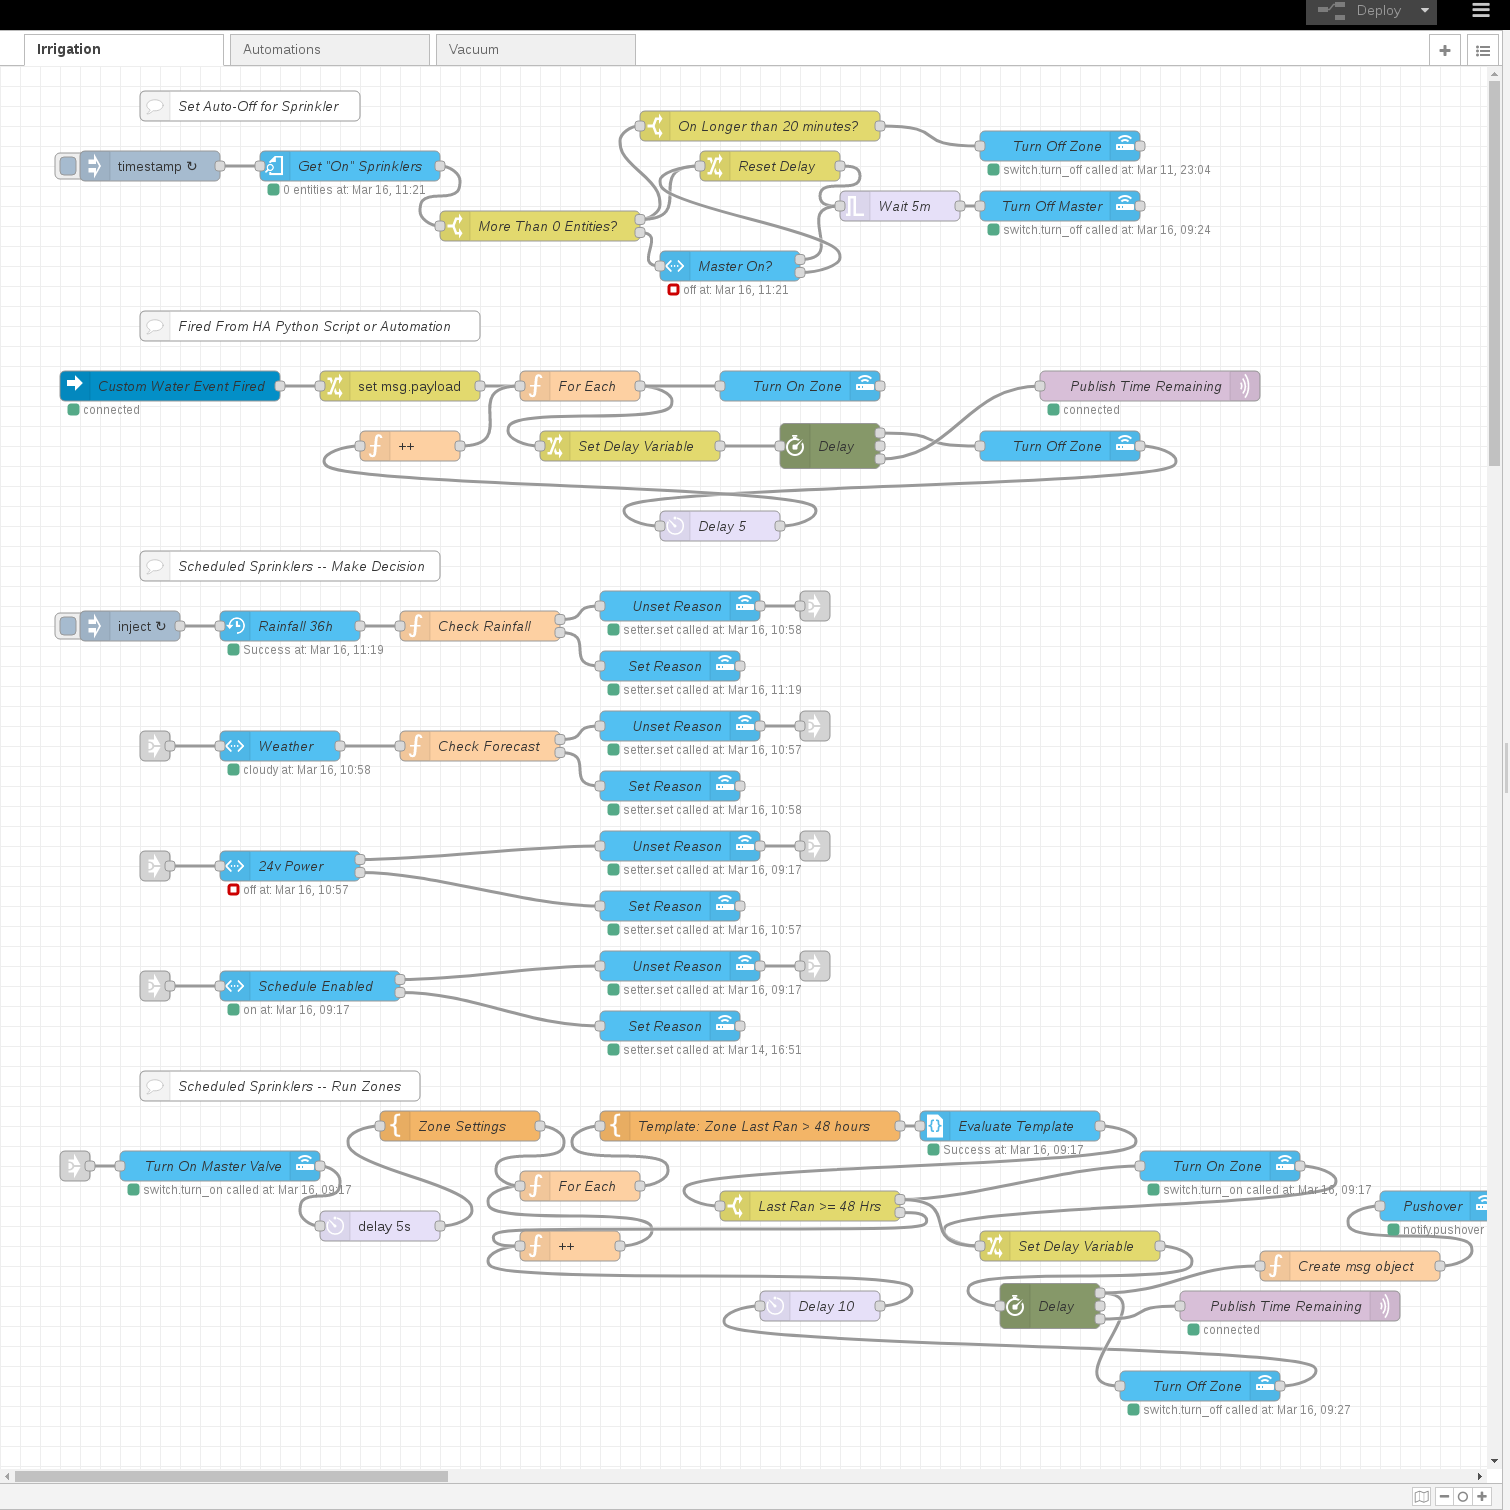 Deploy
Irrigation
Automations
Vacuum
Set Auto-Off for Sprinkler
On Longer than 20 minutes?
Turn Off Zone
switch.turn_off called at: Mar 11, 23:04
timestamp ↻
Get "On" Sprinklers
0 entities at: Mar 16, 11:21
Reset Delay
Wait 5m
Turn Off Master
switch.turn_off called at: Mar 16, 09:24
More Than 0 Entities?
Master On?
off at: Mar 16, 11:21
Fired From HA Python Script or Automation
Custom Water Event Fired
connected
set msg.payload
For Each
Turn On Zone
Publish Time Remaining
connected
++
Set Delay Variable
Delay
Turn Off Zone
Delay 5
Scheduled Sprinklers -- Make Decision
inject ↻
Rainfall 36h
Success at: Mar 16, 11:19
Check Rainfall
Unset Reason
setter.set called at: Mar 16, 10:58
Set Reason
setter.set called at: Mar 16, 11:19
Weather
cloudy at: Mar 16, 10:58
Check Forecast
Unset Reason
setter.set called at: Mar 16, 10:57
Set Reason
setter.set called at: Mar 16, 10:58
24v Power
off at: Mar 16, 10:57
Unset Reason
setter.set called at: Mar 16, 09:17
Set Reason
setter.set called at: Mar 16, 10:57
Schedule Enabled
on at: Mar 16, 09:17
Unset Reason
setter.set called at: Mar 16, 09:17
Set Reason
setter.set called at: Mar 14, 16:51
Scheduled Sprinklers -- Run Zones
Zone Settings
Template: Zone Last Ran > 48 hours
Evaluate Template
Success at: Mar 16, 09:17
Turn On Master Valve
switch.turn_on called at: Mar 16, 09:17
For Each
Turn On Zone
switch.turn_on called at: Mar 16, 09:17
delay 5s
Last Ran >= 48 Hrs
Pushover
notify.pushover
++
Set Delay Variable
Create msg object
Delay 10
Delay
Publish Time Remaining
connected
Turn Off Zone
switch.turn_off called at: Mar 16, 09:27